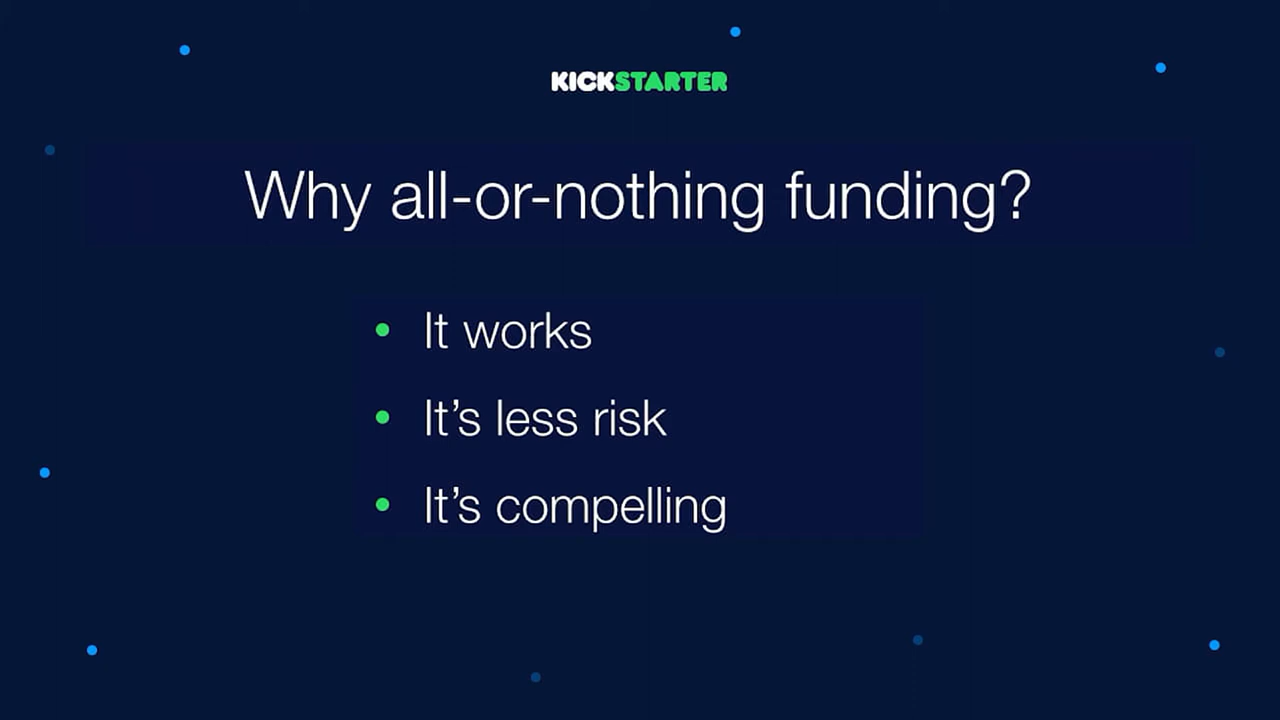 KICKSTARTER
Why all-or-nothing funding?
• It works
• It’s less risk
• It’s compelling